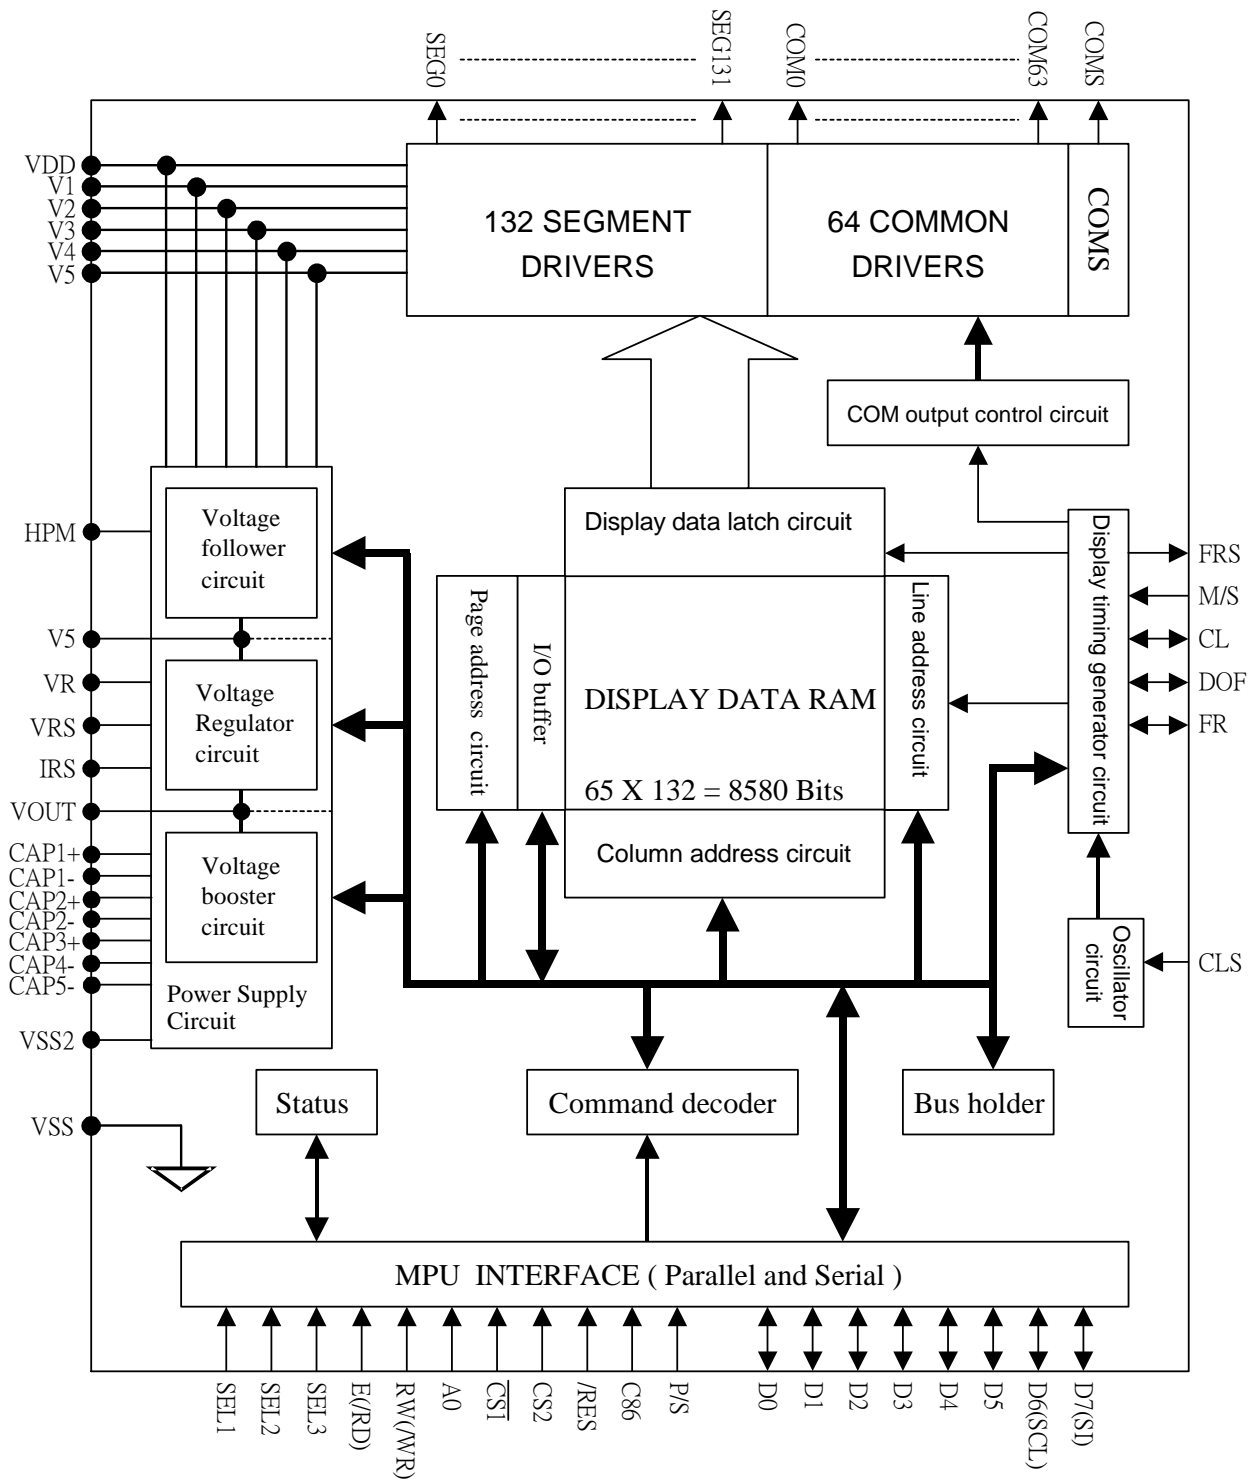 SEG0
SEG131
COM0
COM63
COMS
VDD
V1
V2
V3
V4
V5
132 SEGMENT
DRIVERS
64 COMMON
DRIVERS
COMS
COM output control circuit
HPM
V5
VR
VRS
IRS
VOUT
CAP1+
CAP1-
CAP2+
CAP2-
CAP3+
CAP4-
CAP5-
VSS2
VSS
Voltage
follower
circuit
Voltage
Regulator
circuit
Voltage
booster
circuit
Power Supply
Circuit
Display data latch circuit
Page address circuit
I/O buffer
DISPLAY DATA RAM
65 X 132 = 8580 Bits
Line address circuit
Column address circuit
Display timing generator circuit
FRS
M/S
CL
DOF
FR
Oscillator
circuit
CLS
Status
Command decoder
Bus holder
MPU INTERFACE ( Parallel and Serial )
SEL1
SEL2
SEL3
E(/RD)
RW(/WR)
A0
C̅S̅1̅
CS2
/RES
C86
P/S
D0
D1
D2
D3
D4
D5
D6(SCL)
D7(SI)